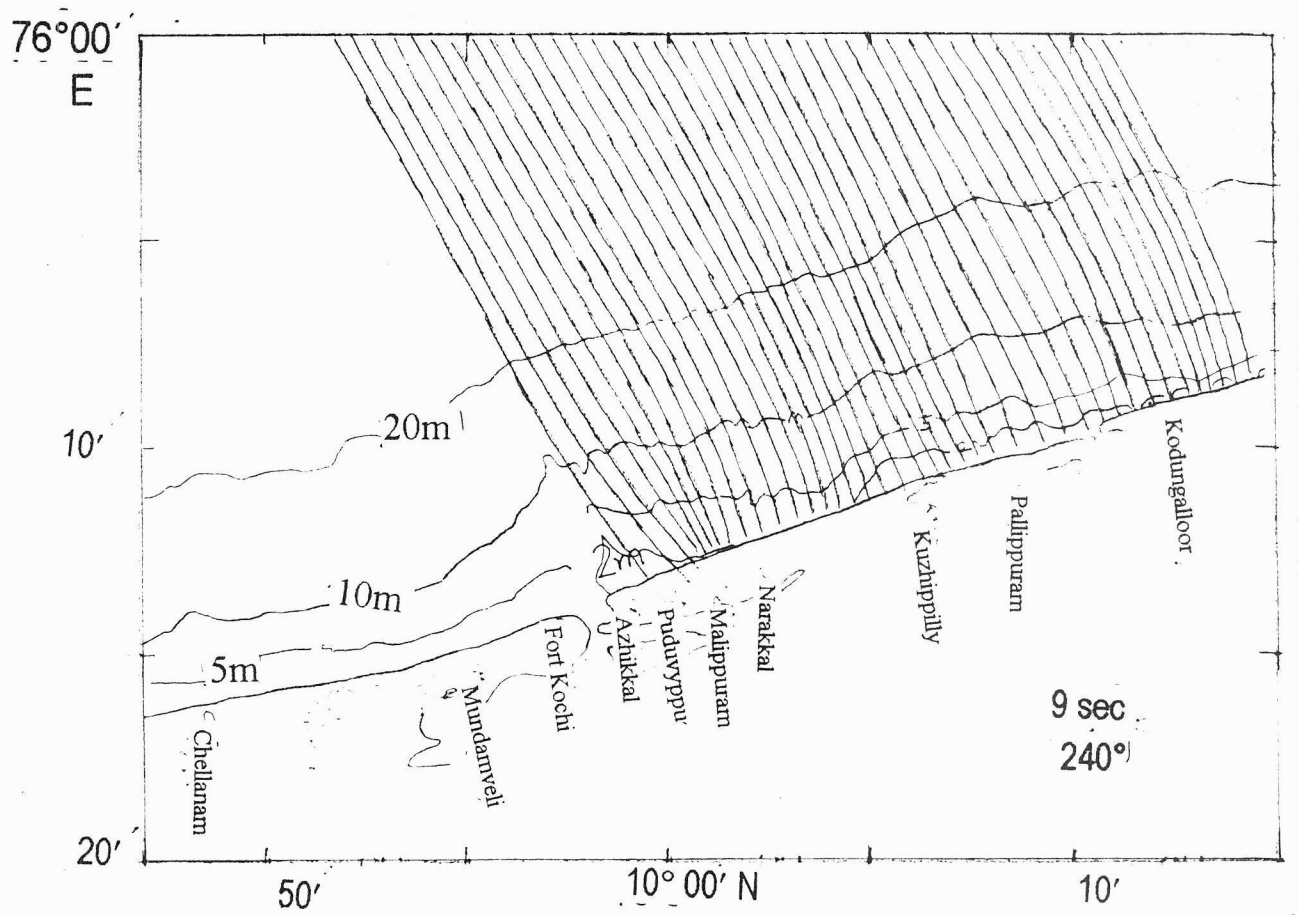 76°00'
E
20m
10'
10m
5m
2m
Fort Kochi
Azhikkal
Puduvyppu
Malippuram
Narakkal
Kuzhippilly
Pallippuram
Kodungalloor
Mundamveli
Chellanam
9 sec
240°
20'
50'
10° 00' N
10'